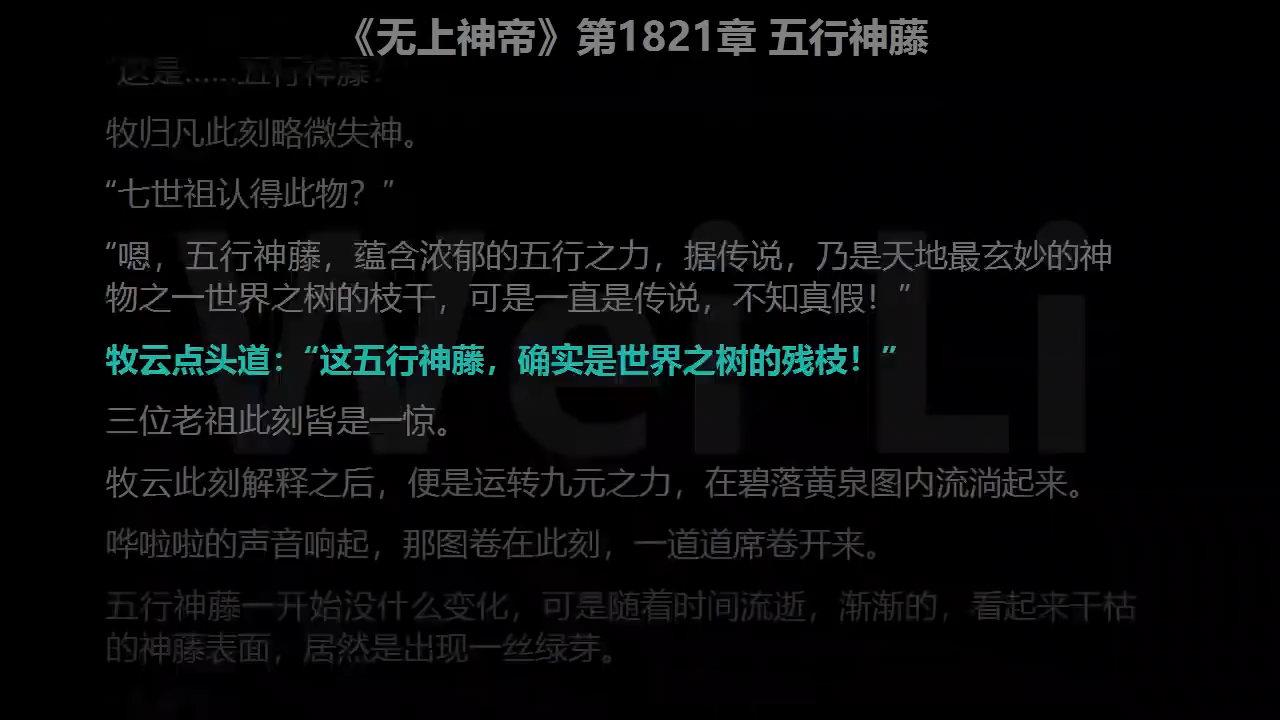 《无上神帝》第1821章 五行神藤
“这是……五行神藤？
牧归凡此刻略微失神。
“七世祖认得此物？”
“嗯，五行神藤，蕴含浓郁的五行之力，据传说，乃是天地最玄妙的神
物之一世界之树的枝干，可是一直是传说，不知真假！”
牧云点头道：“这五行神藤，确实是世界之树的残枝！”
三位老祖此刻皆是一惊。
牧云此刻解释之后，便是运转九元之力，在碧落黄泉图内流淌起来。
哗啦啦的声音响起，那图卷在此刻，一道道席卷开来。
五行神藤一开始没什么变化，可是随着时间流逝，渐渐的，看起来干枯
的神藤表面，居然是出现一丝绿芽。
Wei Li